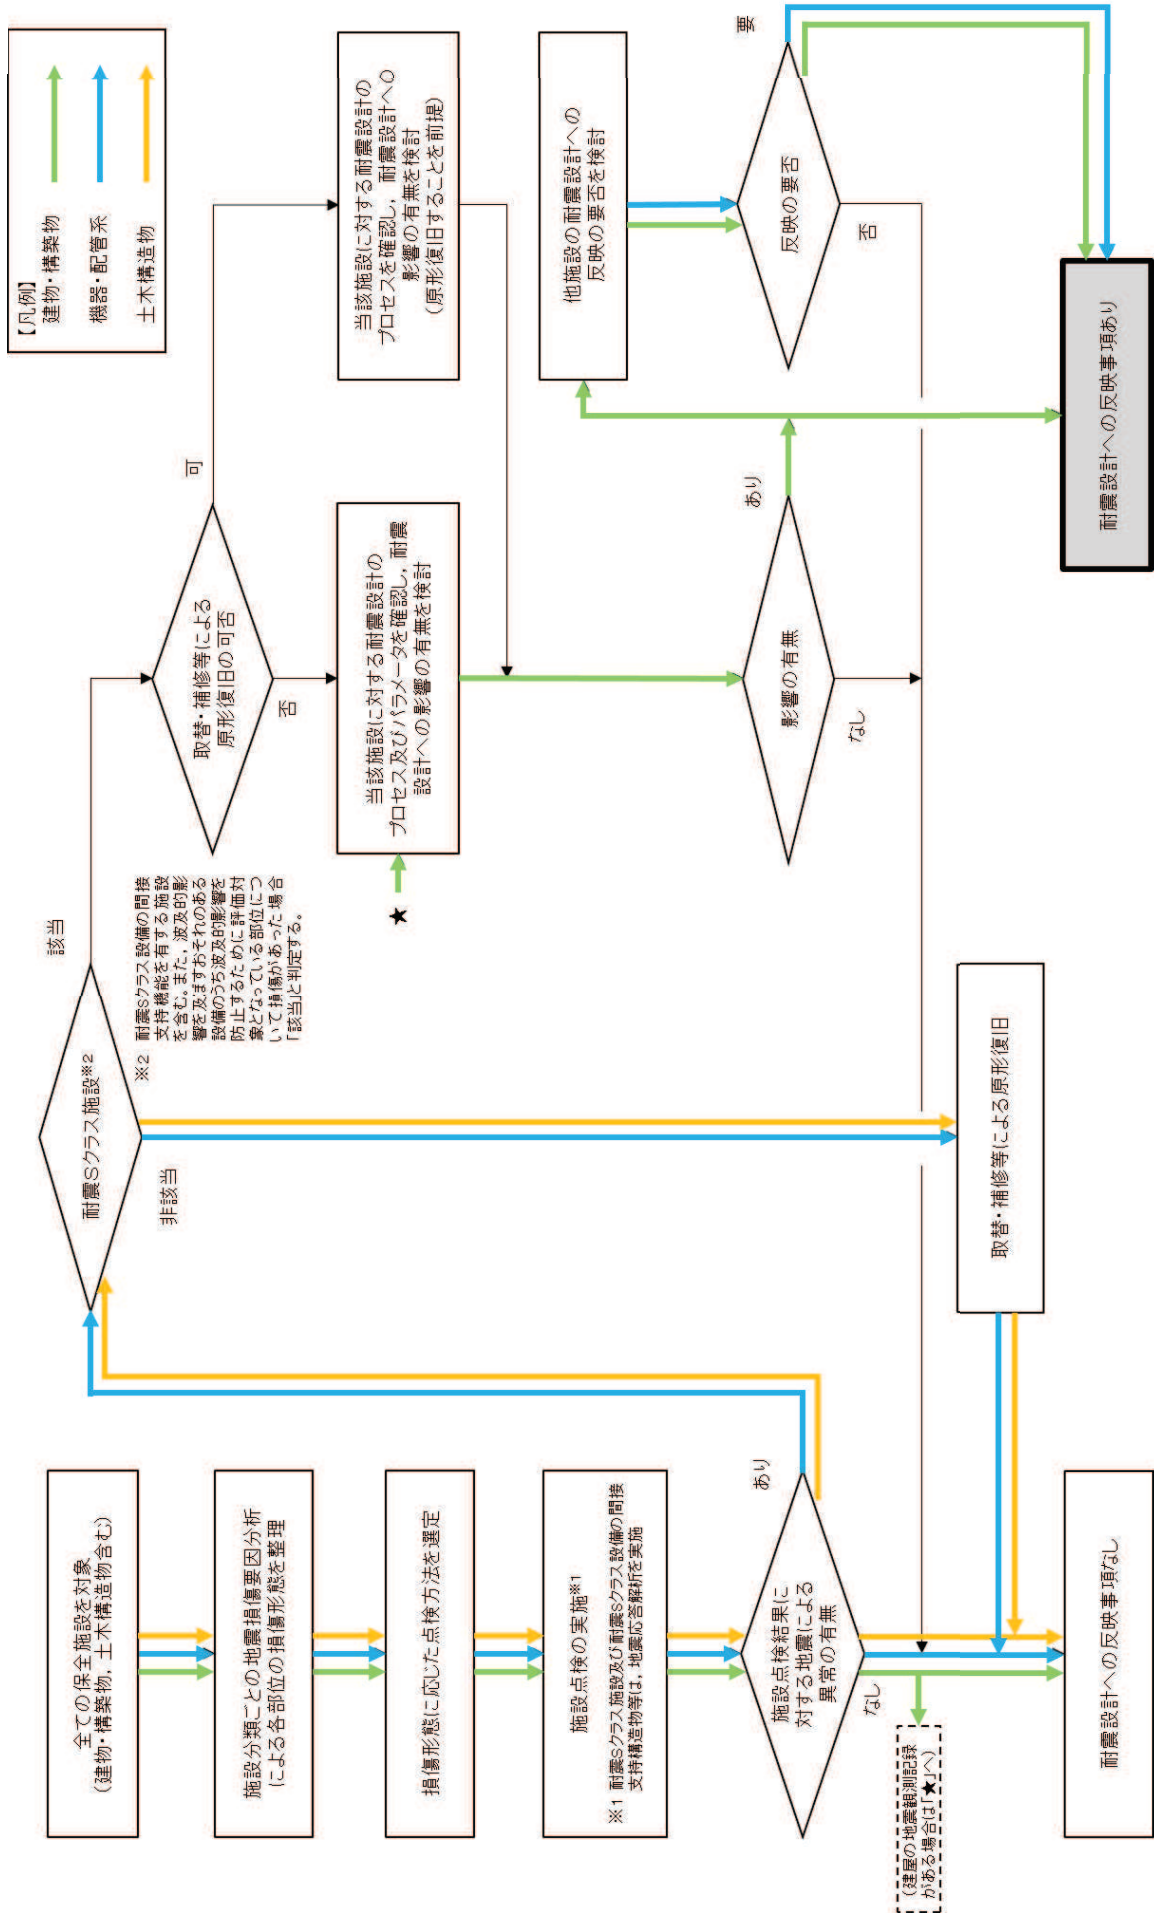 全ての保全施設を対象
（建物・構築物，土木構造物含む）
施設分類ごとの地震損傷要因分析
による各部位の損傷形態を整理
損傷形態に応じた点検方法を選定
施設点検の実施※1
※1 耐震Sクラス施設及び耐震Sクラス設備の間接
支持構造物等は，地震応答解析を実施
施設点検結果に
対する地震による
異常の有無
あり
なし
（建屋の地震観測記録
がある場合は「★」へ）
耐震設計への反映事項なし
耐震Sクラス施設※2
該当
非該当
※2 耐震Sクラス設備の間接
支持機能を有する施設
を含む。また，波及的影
響を及ぼすおそれのある
設備のうち波及的影響を
防止するために評価対
象となっている部位につ
いて損傷があった場合
「該当」と判定する。
取替・補修等による原形復旧
取替・補修等による
原形復旧の可否
可
否
★
当該施設に対する耐震設計の
プロセス及びパラメータを確認し，耐震
設計への影響の有無を検討
当該施設に対する耐震設計の
プロセスを確認し，耐震設計への
影響の有無を検討
（原形復旧することを前提）
影響の有無
あり
なし
他施設の耐震設計への
反映の要否を検討
反映の要否
要
否
耐震設計への反映事項あり
【凡例】
建物・構築物
機器・配管系
土木構造物